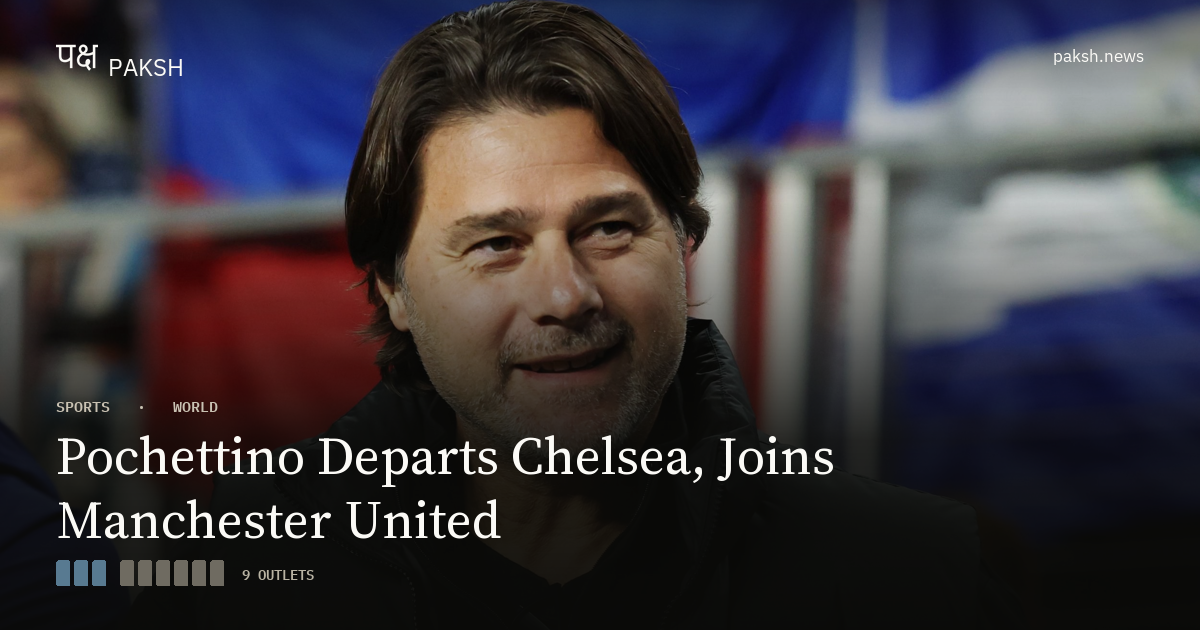 पक्ष PAKSH
paksh.news
SPORTS · WORLD
Pochettino Departs Chelsea, Joins
Manchester United
9 OUTLETS